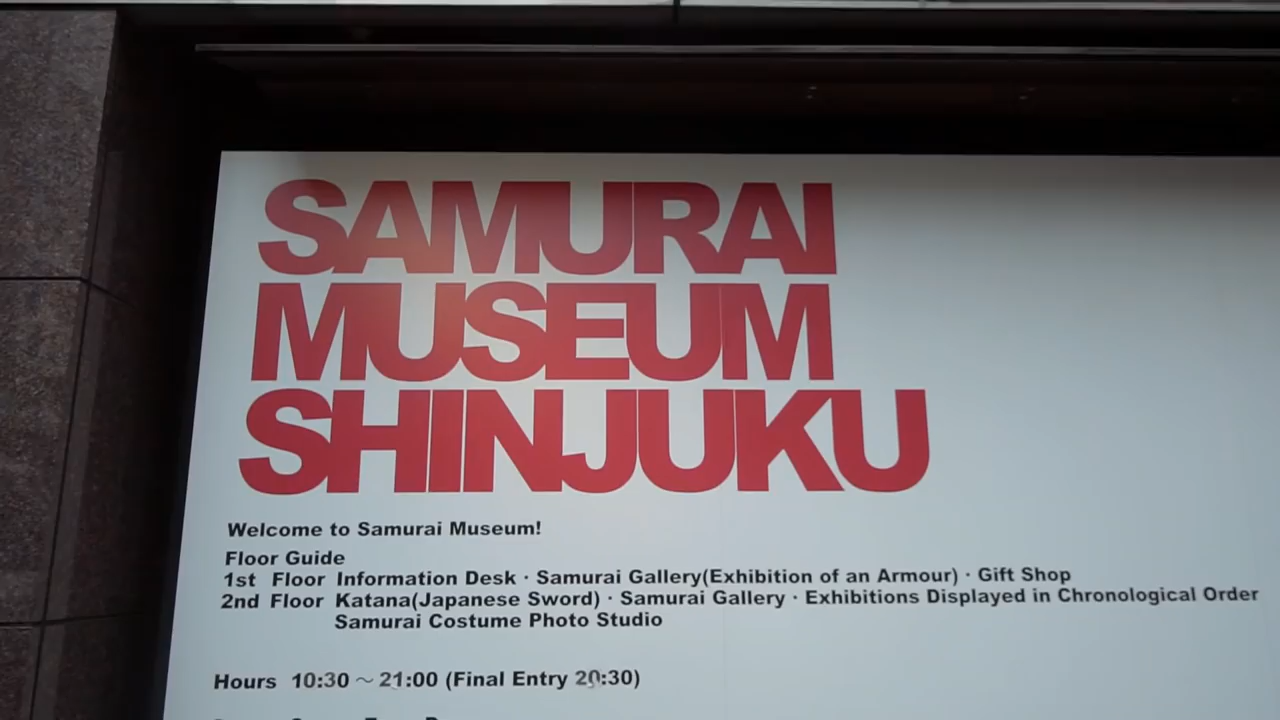 SAMURAI
MUSEUM
SHINJUKU
Welcome to Samurai Museum!
Floor Guide
1st Floor Information Desk · Samurai Gallery(Exhibition of an Armour) · Gift Shop
2nd Floor Katana(Japanese Sword) · Samurai Gallery · Exhibitions Displayed in Chronological Order
Samurai Costume Photo Studio
Hours 10:30 ～ 21:00 (Final Entry 20:30)